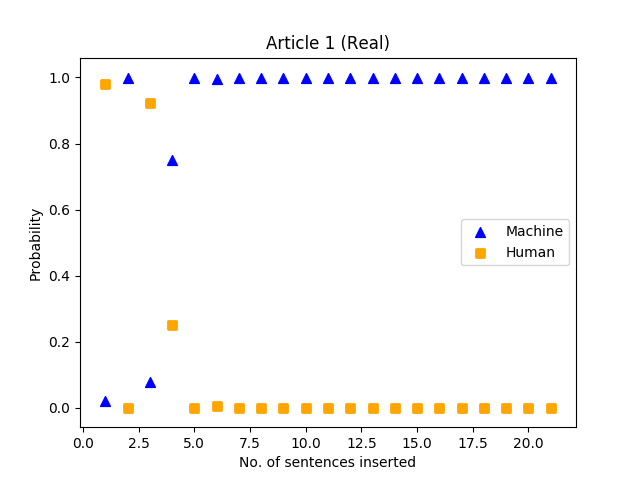 Article 1 (Real)
1.0
0.8
0.6
0.4
0.2
0.0
Probability
Machine
Human
0.0 2.5 5.0 7.5 10.0 12.5 15.0 17.5 20.0
No. of sentences inserted